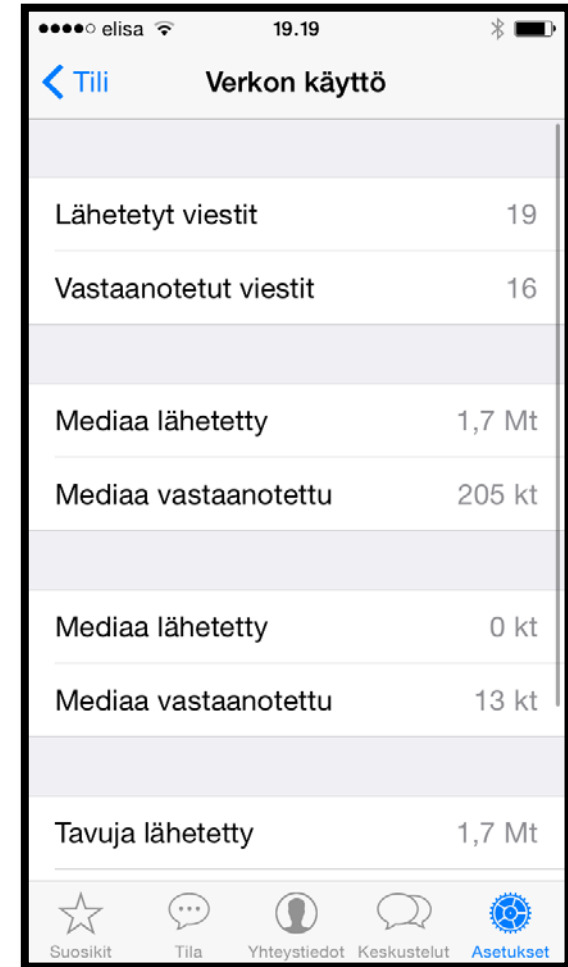 elisa 19.19
Tili Verkon käyttö
Lähetetyt viestit 19
Vastaanotetut viestit 16
Mediaa lähetetty 1,7 Mt
Mediaa vastaanotettu 205 kt
Mediaa lähetetty 0 kt
Mediaa vastaanotettu 13 kt
Tavuja lähetetty 1,7 Mt
Suosikit Tila Yhteystiedot Keskustelut Asetukset